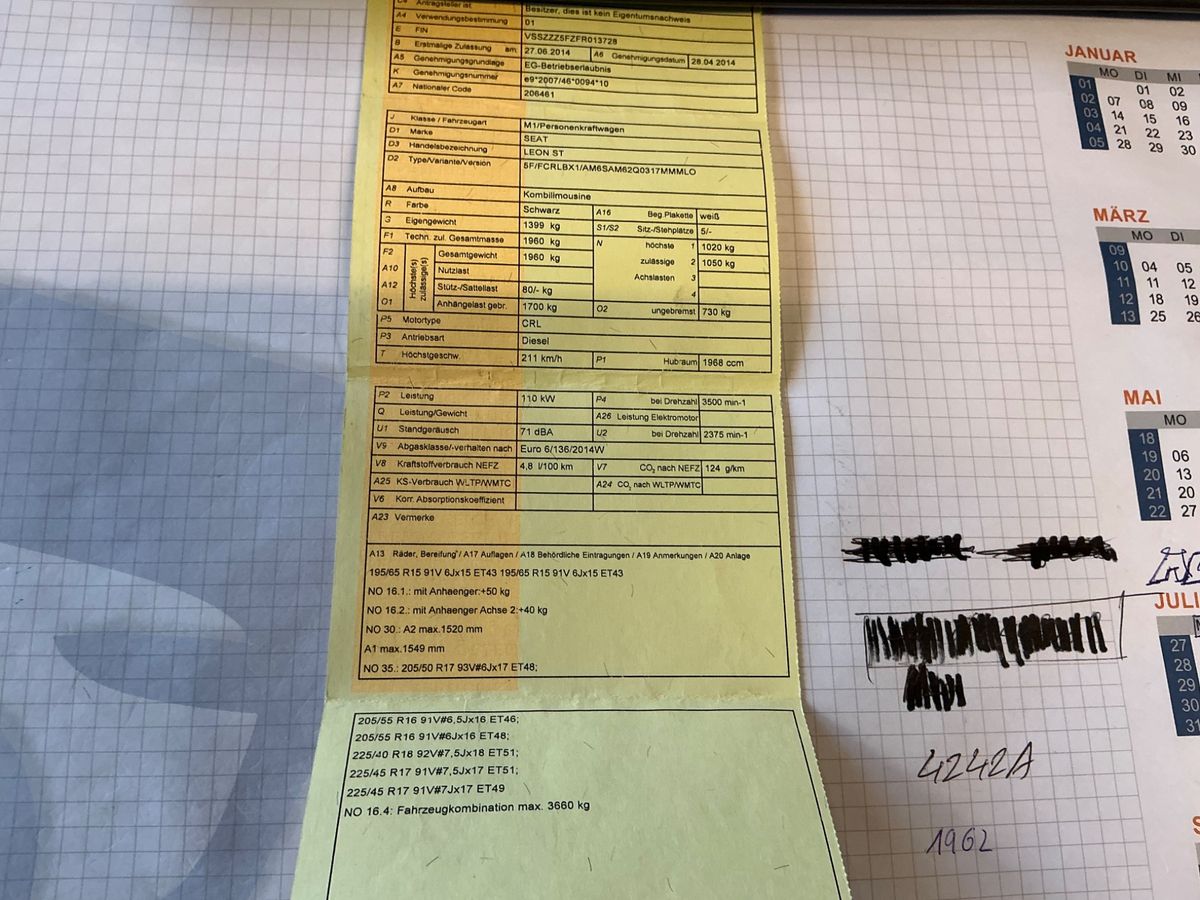 C4 Antragsteller ist Besitzer, dies ist kein Eigentumsnachweis
A4 Verwendungsbestimmung 01
E FIN VSSZZZ5FZFR013728
B Erstmalige Zulassung am: 27.06.2014 A6 Genehmigungsdatum 28.04.2014
A5 Genehmigungsgrundlage EG-Betriebserlaubnis
K Genehmigungsnummer e9*2007/46*0094*10
A7 Nationaler Code 206461
J Klasse / Fahrzeugart M1/Personenkraftwagen
D1 Marke SEAT
D3 Handelsbezeichnung LEON ST
D2 Type/Variante/Version 5F/FCRLBX1/AM6SAM62Q0317MMMLO
A8 Aufbau Kombilimousine
R Farbe Schwarz A16 Beg.Plakette weiß
G Eigengewicht 1399 kg S1/S2 Sitz-/Stehplätze 5/-
F1 Techn. zul. Gesamtmasse 1960 kg N höchste 1 1020 kg
F2 Höchste(s) zulässige(s) Gesamtgewicht 1960 kg zulässige 2 1050 kg
A10 Nutzlast Achslasten 3
A12 Stütz-/Sattellast 80/- kg 4
O1 Anhängelast gebr. 1700 kg O2 ungebremst 730 kg
P5 Motortype CRL
P3 Antriebsart Diesel
T Höchstgeschw. 211 km/h P1 Hubraum 1968 ccm
P2 Leistung 110 kW P4 bei Drehzahl 3500 min-1
Q Leistung/Gewicht A26 Leistung Elektromotor
U1 Standgeräusch 71 dBA U2 bei Drehzahl 2375 min-1
V9 Abgasklasse/-verhalten nach Euro 6/136/2014W
V8 Kraftstoffverbrauch NEFZ 4,8 l/100 km V7 CO₂ nach NEFZ 124 g/km
A25 KS-Verbrauch WLTP/WMTC A24 CO₂ nach WLTP/WMTC
V6 Korr. Absorptionskoeffizient
A23 Vermerke
A13 Räder, Bereifung / A17 Auflagen / A18 Behördliche Eintragungen / A19 Anmerkungen / A20 Anlage
195/65 R15 91V 6Jx15 ET43 195/65 R15 91V 6Jx15 ET43
NO 16.1.: mit Anhaenger:+50 kg
NO 16.2.: mit Anhaenger Achse 2:+40 kg
NO 30.: A2 max.1520 mm
A1 max.1549 mm
NO 35.: 205/50 R17 93V#6Jx17 ET48;
205/55 R16 91V#6,5Jx16 ET46;
205/55 R16 91V#6Jx16 ET48;
225/40 R18 92V#7,5Jx18 ET51;
225/45 R17 91V#7,5Jx17 ET51;
225/45 R17 91V#7Jx17 ET49
NO 16.4: Fahrzeugkombination max. 3660 kg
4242A
1962
JANUAR
MO DI MI
01 01 02
02 07 08 09
03 14 15 16
04 21 22 23
05 28 29 30
MÄRZ
MO DI
09
10 04 05
11 11 12
12 18 19
13 25 26
MAI
MO
18
19 06
20 13
21 20
22 27
JULI
27
28
29
30
31